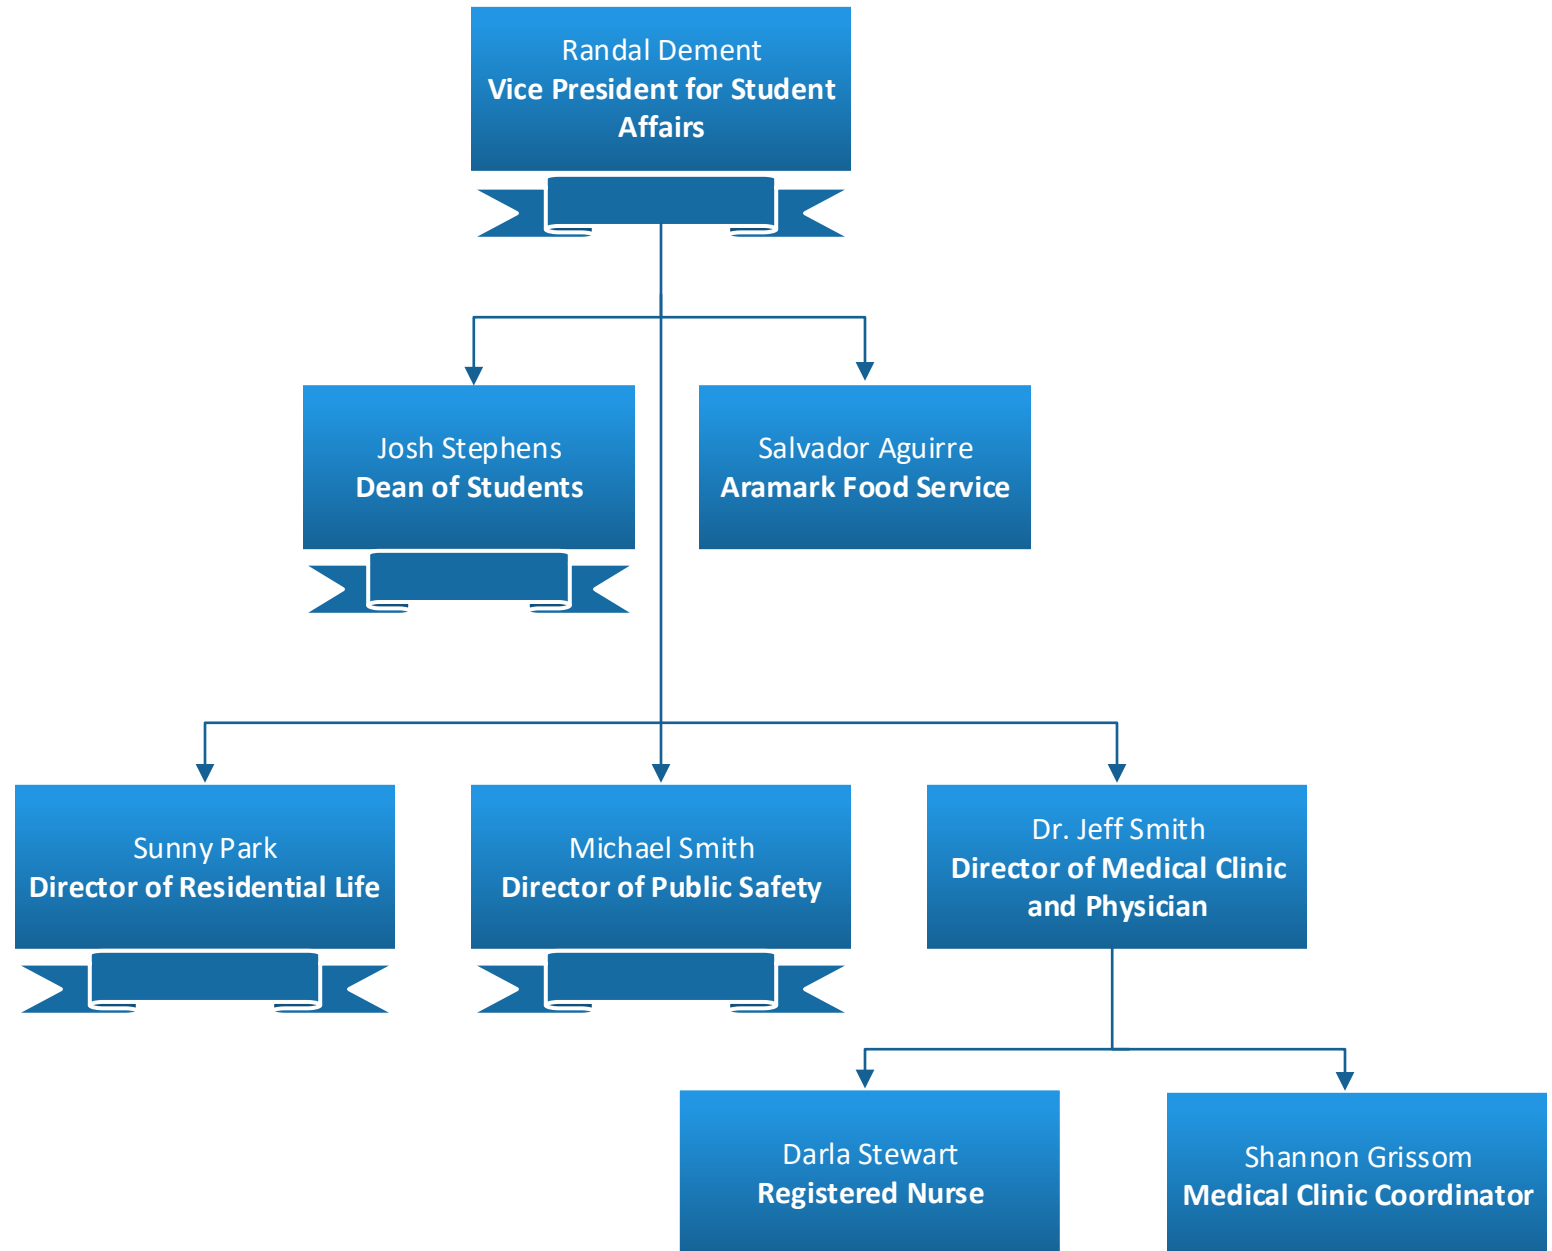 Randal Dement
Vice President for Student
Affairs
Josh Stephens
Dean of Students
Salvador Aguirre
Aramark Food Service
Sunny Park
Director of Residential Life
Michael Smith
Director of Public Safety
Dr. Jeff Smith
Director of Medical Clinic
and Physician
Darla Stewart
Registered Nurse
Shannon Grissom
Medical Clinic Coordinator